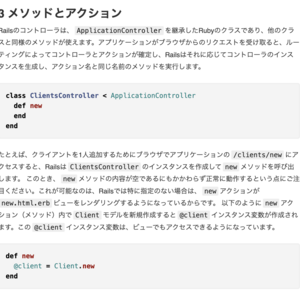 3 メソッドとアクション
Railsのコントローラは、 ApplicationController を継承したRubyのクラスであり、他のクラ
スと同様のメソッドが使えます。アプリケーションがブラウザからのリクエストを受け取ると、ルー
ティングによってコントローラとアクションが確定し、Railsはそれに応じてコントローラのインス
タンスを生成し、アクション名と同じ名前のメソッドを実行します。
class ClientsController < ApplicationController
def new
end
end
たとえば、クライアントを1人追加するためにブラウザでアプリケーションの /clients/new にア
クセスすると、Railsは ClientsController のインスタンスを作成して new メソッドを呼び出
します。 このとき、 new メソッドの内容が空であるにもかかわらず正常に動作するという点にご注
目ください。これが可能なのは、Railsでは特に指定のない場合は、 new アクションが
new.html.erb ビューをレンダリングするようになっているからです。 以下のように new アク
ション（メソッド）内で Client モデルを新規作成すると @client インスタンス変数が作成され
ます。この @client インスタンス変数は、ビューでもアクセスできるようになっています。
def new
@client = Client.new
end